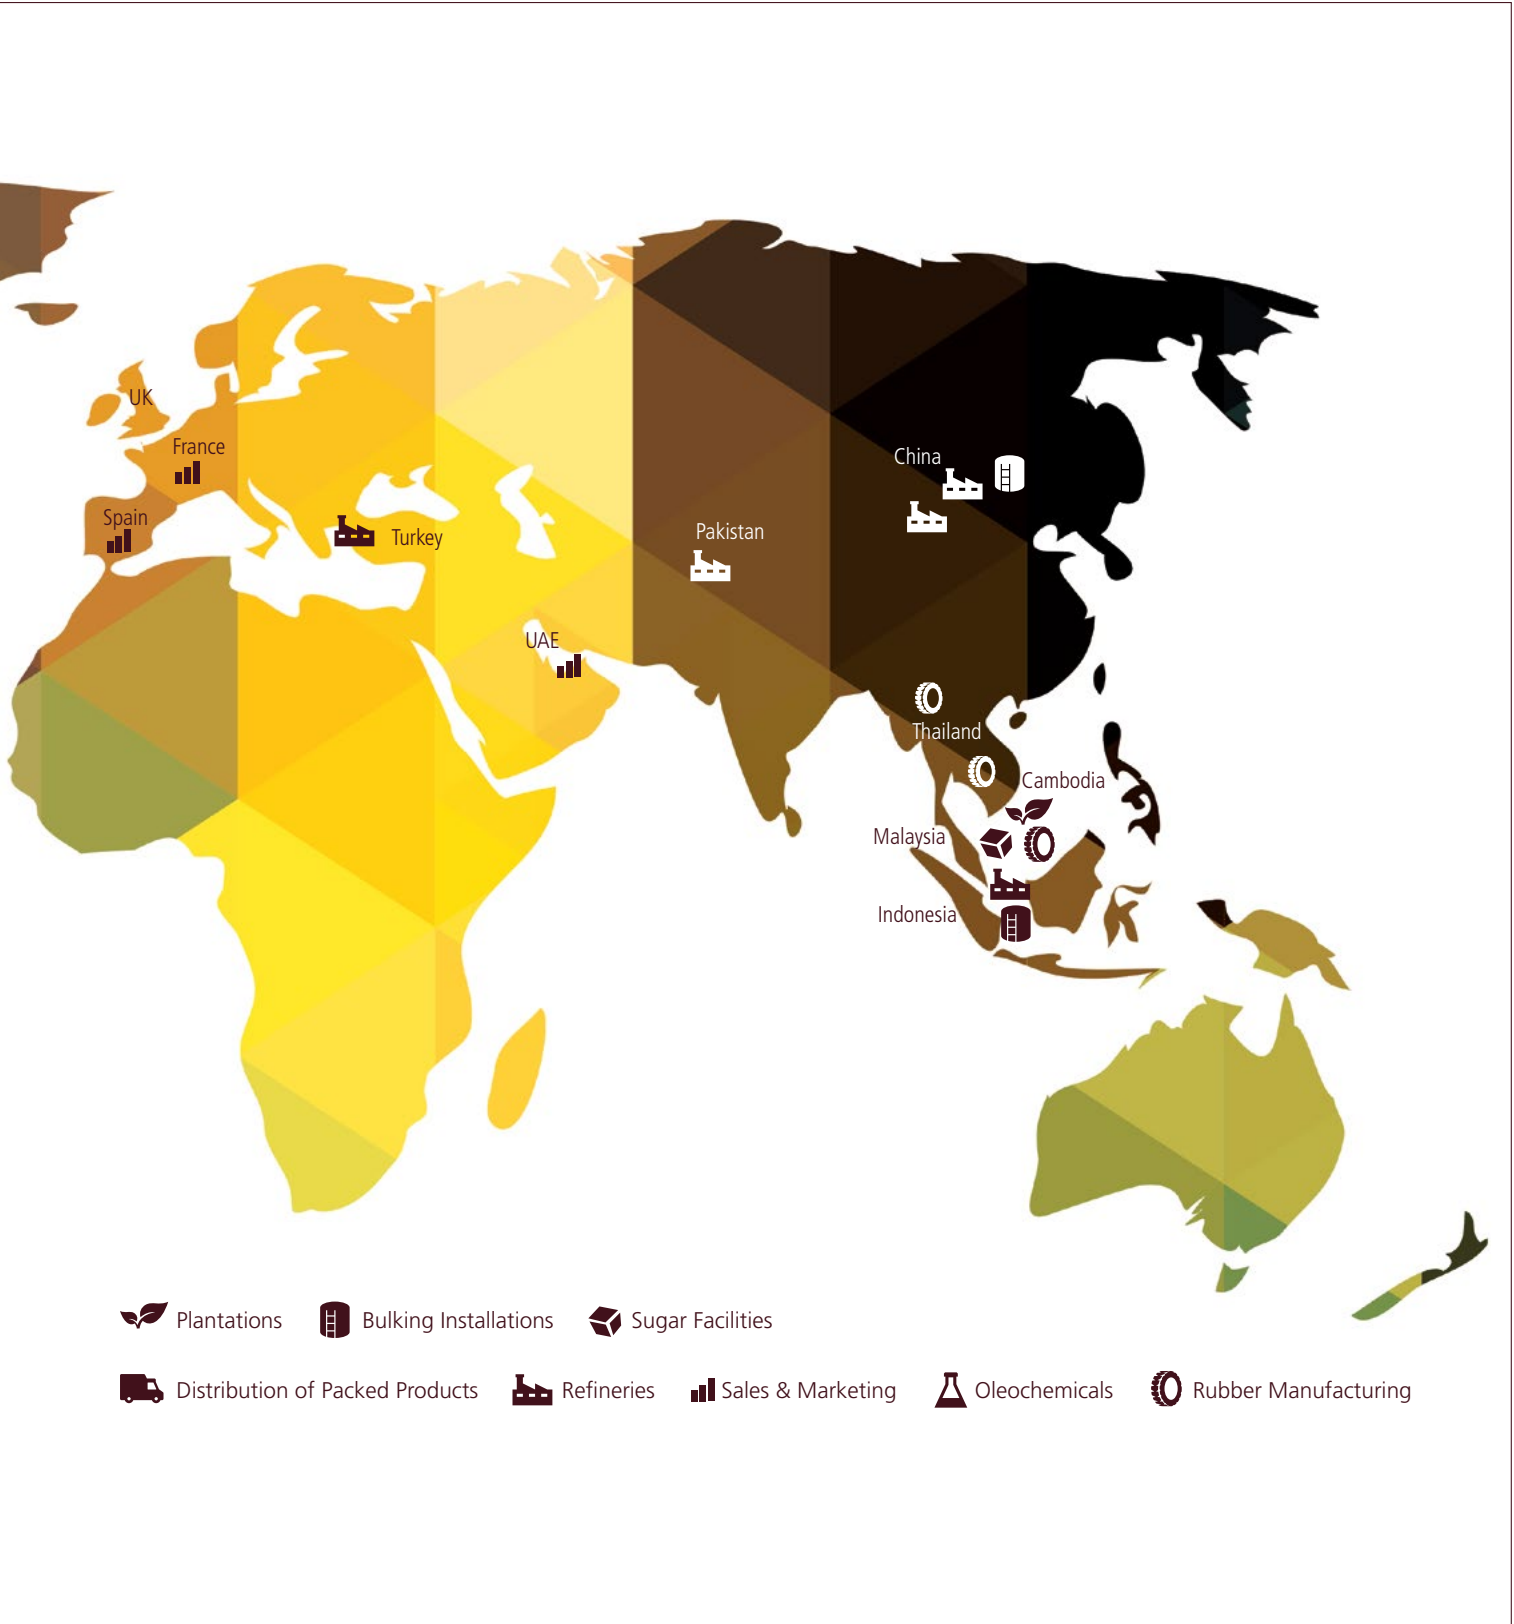 UK
France
China
Spain
Turkey
Pakistan
UAE
Thailand
Cambodia
Malaysia
Indonesia
Plantations Bulking Installations Sugar Facilities
Distribution of Packed Products Refineries Sales & Marketing Oleochemicals Rubber Manufacturing